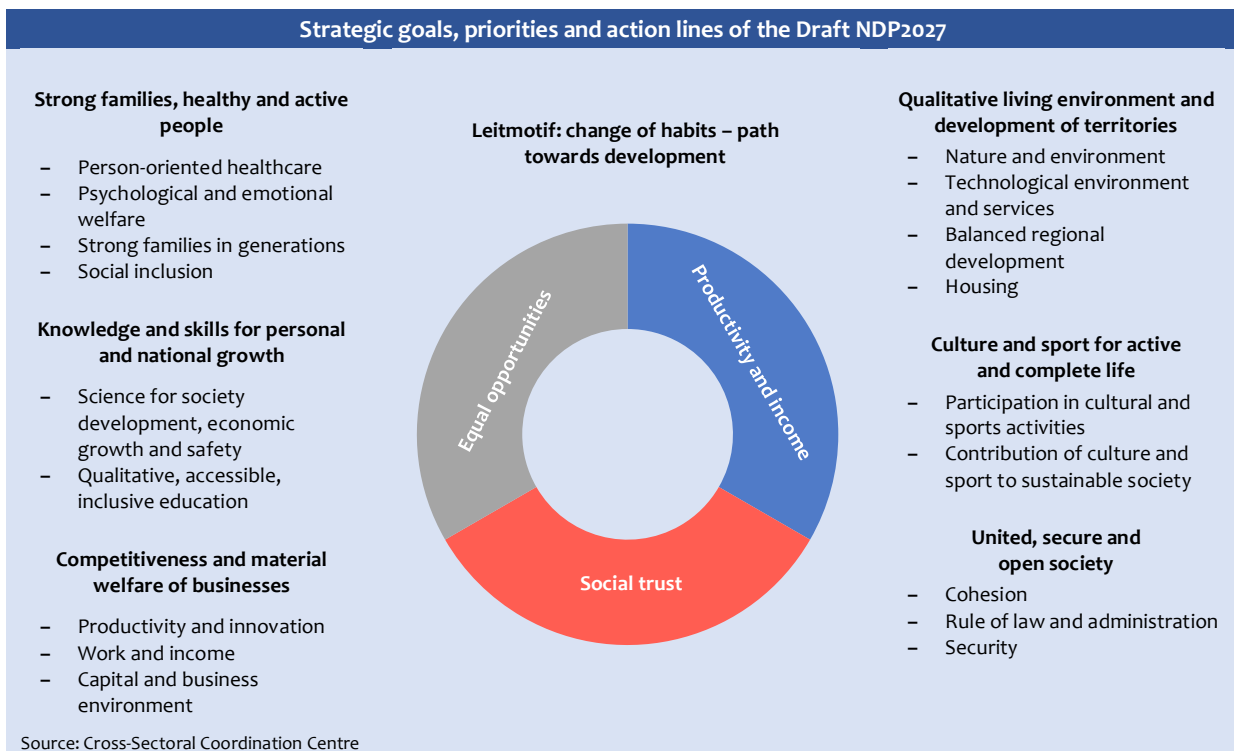 Strategic goals, priorities and action lines of the Draft NDP2027
Strong families, healthy and active
people
– Person-oriented healthcare
– Psychological and emotional
welfare
– Strong families in generations
– Social inclusion
Knowledge and skills for personal
and national growth
– Science for society
development, economic
growth and safety
– Qualitative, accessible,
inclusive education
Competitiveness and material
welfare of businesses
– Productivity and innovation
– Work and income
– Capital and business
environment
Leitmotif: change of habits – path
towards development
Equal opportunities
Productivity and income
Social trust
Qualitative living environment and
development of territories
– Nature and environment
– Technological environment
and services
– Balanced regional
development
– Housing
Culture and sport for active
and complete life
– Participation in cultural and
sports activities
– Contribution of culture and
sport to sustainable society
United, secure and
open society
– Cohesion
– Rule of law and administration
– Security
Source: Cross-Sectoral Coordination Centre